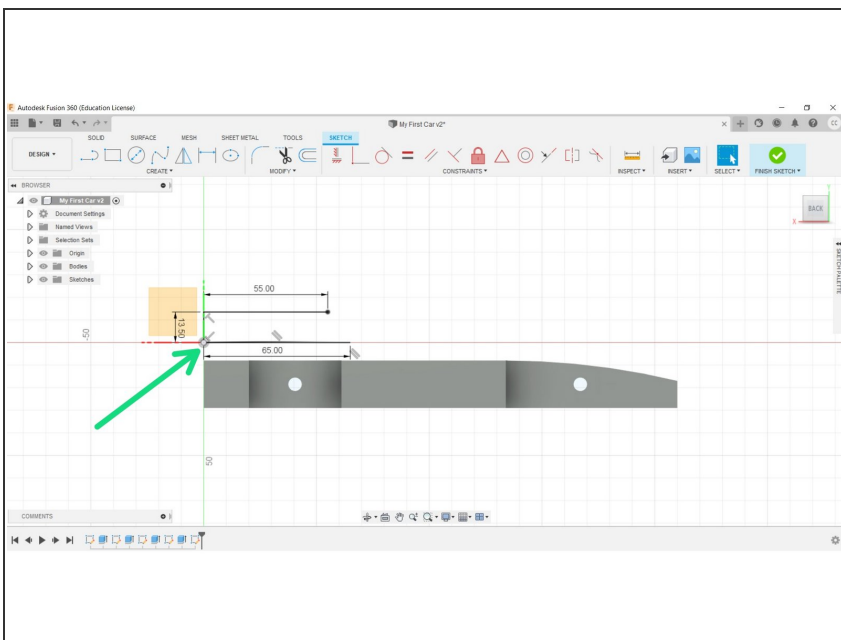 Autodesk Fusion 360 (Education License)
My First Car v2*
SOLID SURFACE MESH SHEET METAL TOOLS SKETCH
DESIGN
CREATE MODIFY CONSTRAINTS INSPECT INSERT SELECT FINISH SKETCH
BROWSER
My First Car v2
Document Settings
Named Views
Selection Sets
Origin
Bodies
Sketches
BACK
X
SKETCH PALETTE
55.00
13.50
-50
65.00
50
COMMENTS